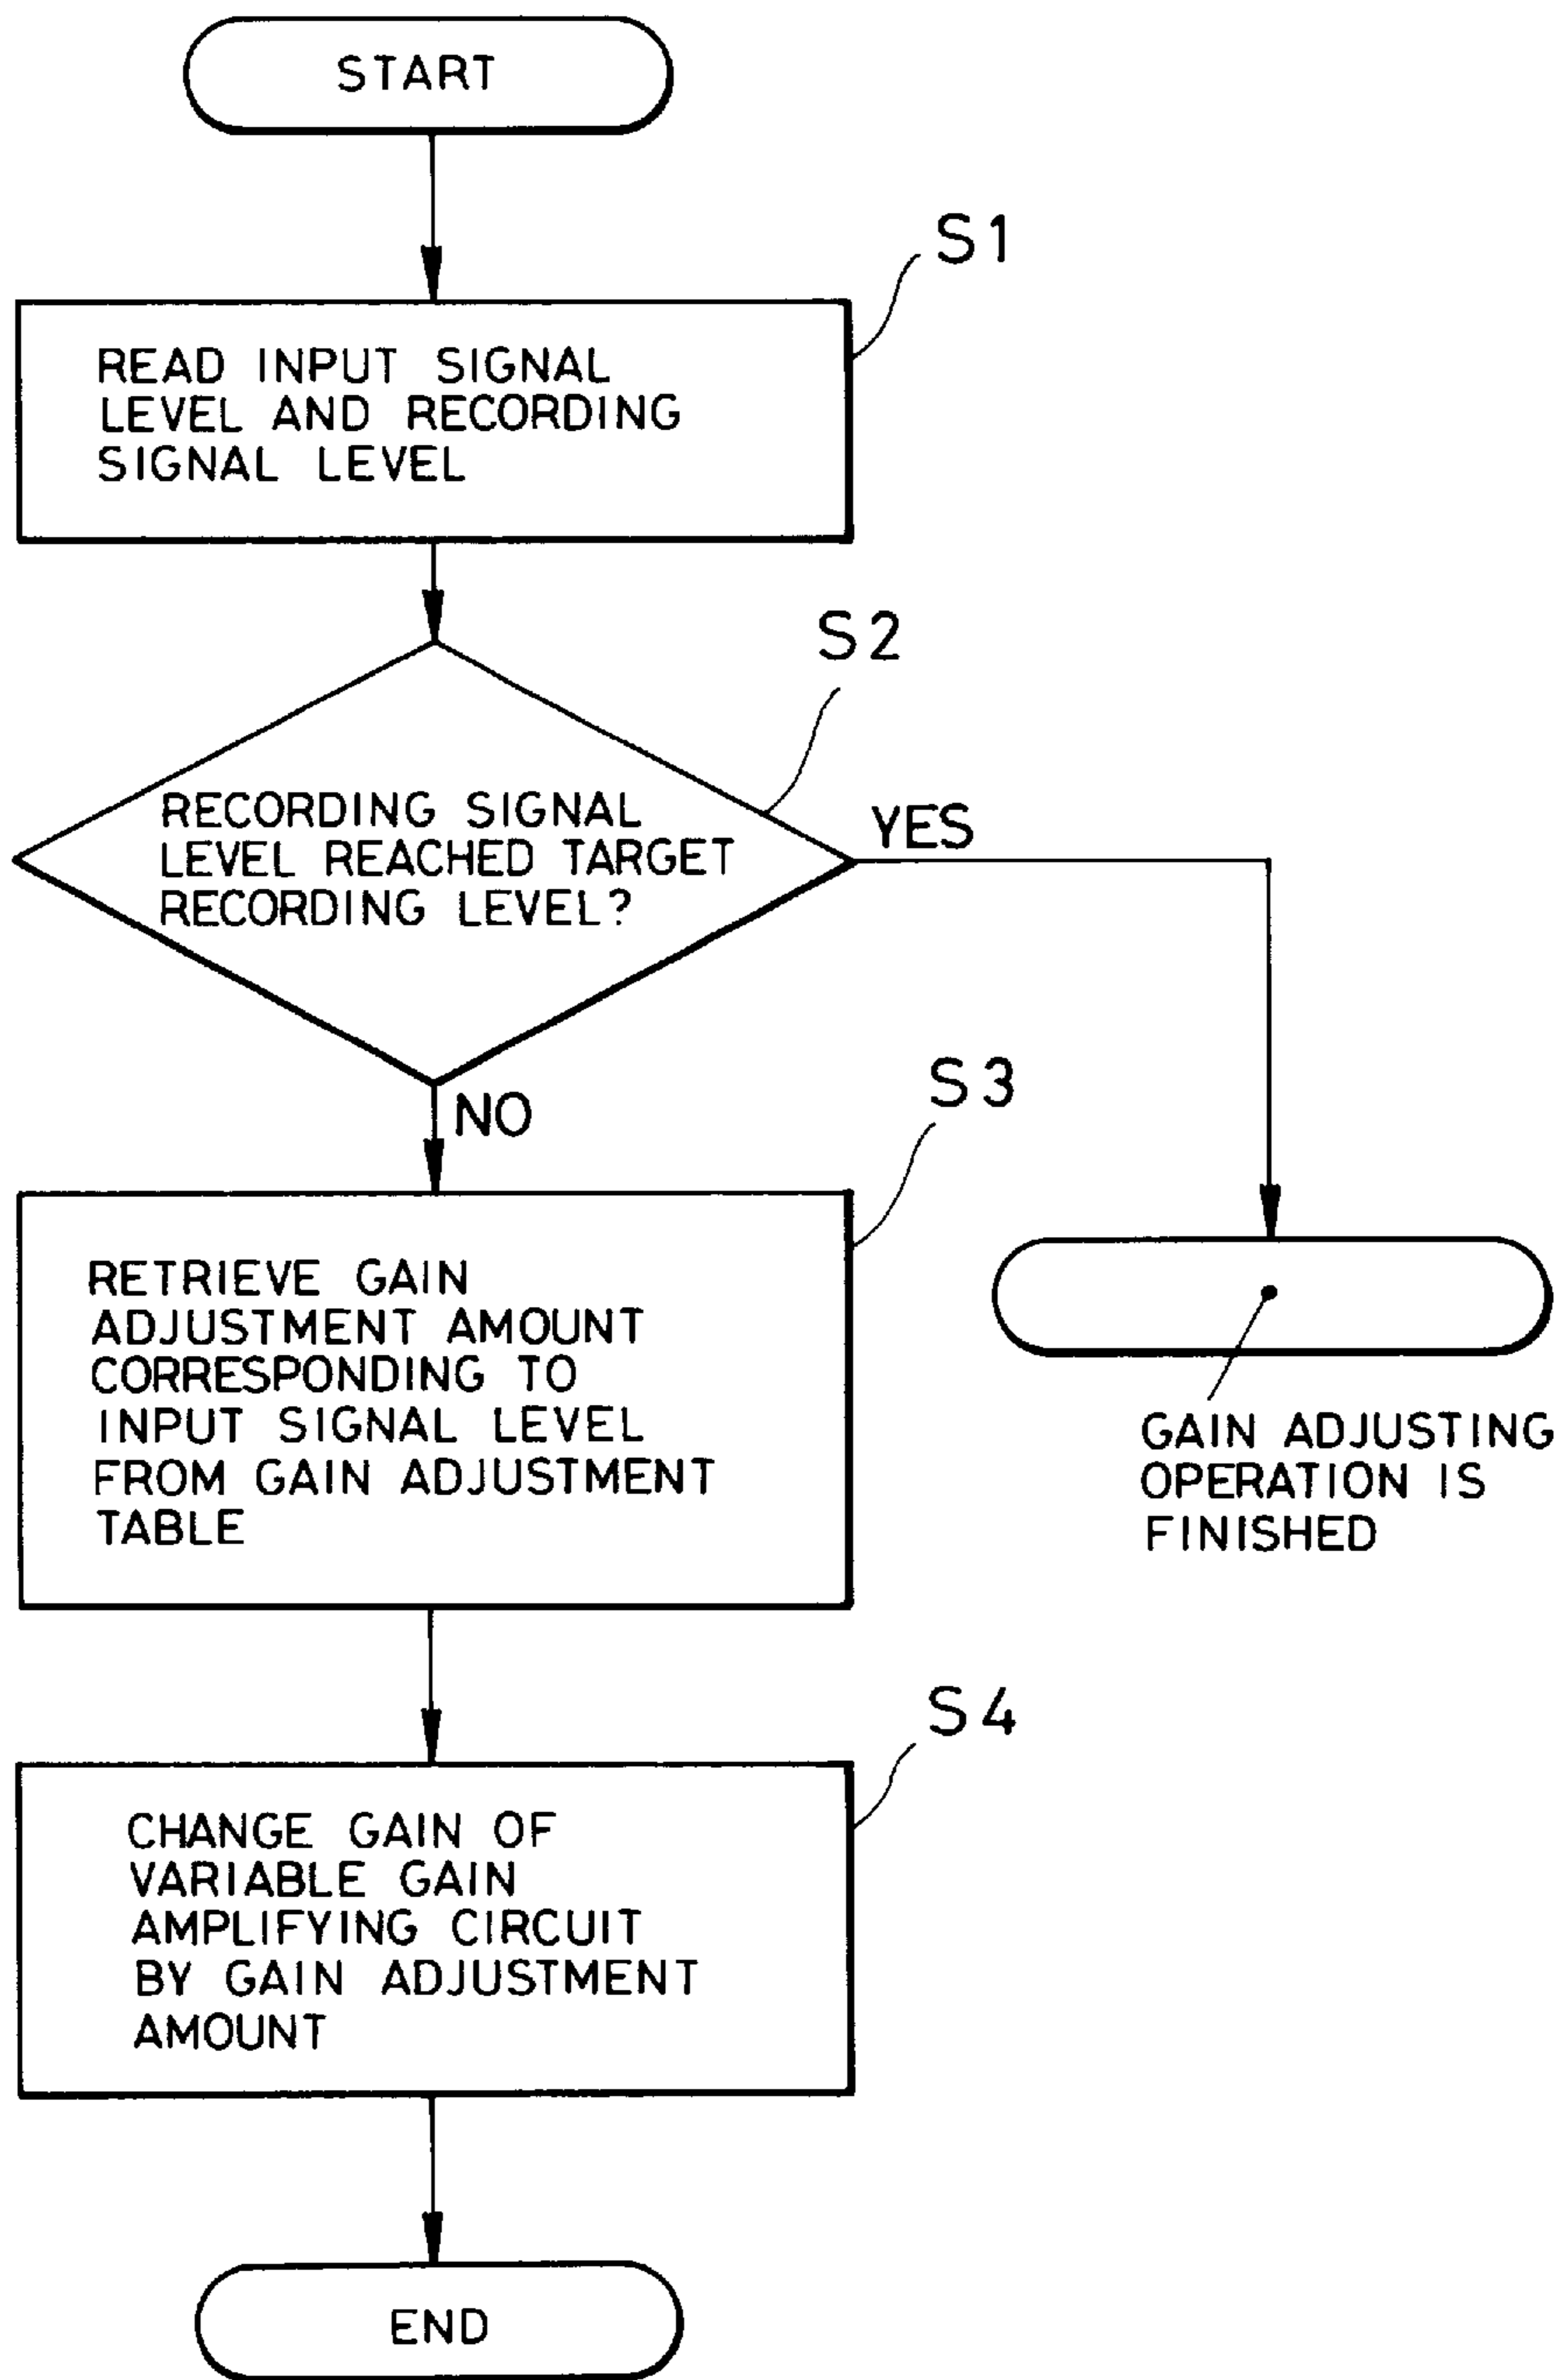 START
S1
READ INPUT SIGNAL
LEVEL AND RECORDING
SIGNAL LEVEL
S2
RECORDING SIGNAL
LEVEL REACHED TARGET
RECORDING LEVEL?
YES
NO
S3
RETRIEVE GAIN
ADJUSTMENT AMOUNT
CORRESPONDING TO
INPUT SIGNAL LEVEL
FROM GAIN ADJUSTMENT
TABLE
GAIN ADJUSTING
OPERATION IS
FINISHED
S4
CHANGE GAIN OF
VARIABLE GAIN
AMPLIFYING CIRCUIT
BY GAIN ADJUSTMENT
AMOUNT
END